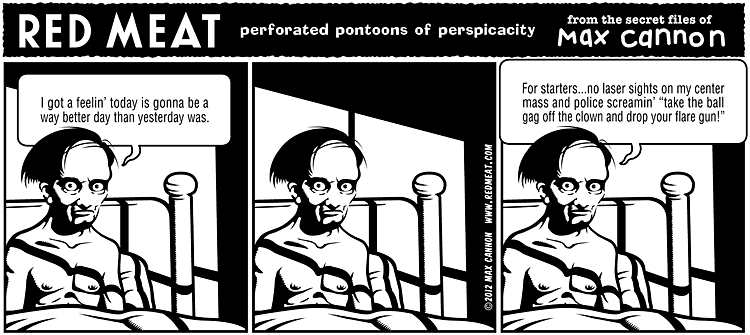 RED MEAT
perforated pontoons of perspicacity
from the secret files of
Max cannon
I got a feelin' today is gonna be a
way better day than yesterday was.
©2012 MAX CANNON WWW.REDMEAT.COM
For starters...no laser sights on my center
mass and police screamin' “take the ball
gag off the clown and drop your flare gun!”